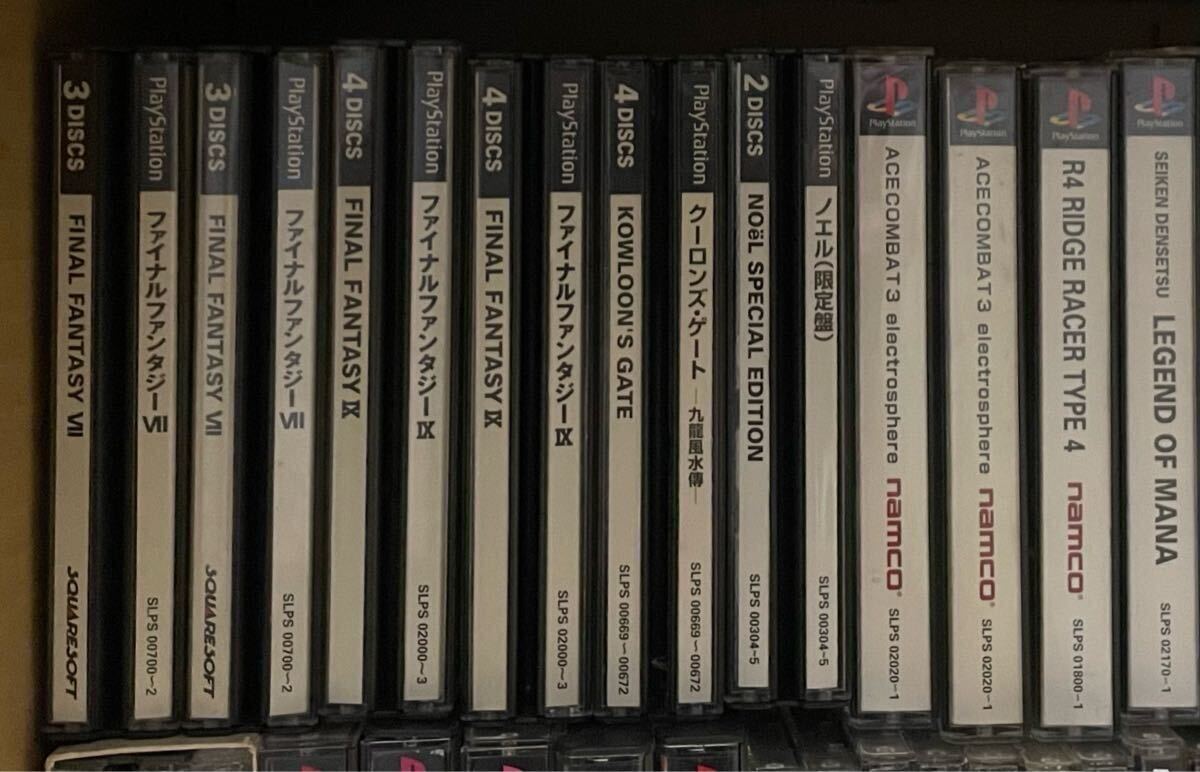 3 DISCS FINAL FANTASY VII SQUARESOFT
PlayStation ファイナルファンタジーVII SLPS 00700~2
3 DISCS FINAL FANTASY VII SQUARESOFT
PlayStation ファイナルファンタジーVII SLPS 00700~2
4 DISCS FINAL FANTASY IX
PlayStation ファイナルファンタジーIX SLPS 02000~3
4 DISCS FINAL FANTASY IX
PlayStation ファイナルファンタジーIX SLPS 02000~3
4 DISCS KOWLOON'S GATE SLPS 00669~00672
PlayStation クーロンズ・ゲート —九龍風水傳— SLPS 00669~00672
2 DISCS NOëL SPECIAL EDITION SLPS 00304~5
PlayStation ノエル(限定盤) SLPS 00304~5
PlayStation ACE COMBAT 3 electrosphere namco® SLPS 02020-1
PlayStation ACE COMBAT 3 electrosphere namco® SLPS 02020-1
PlayStation R4 RIDGE RACER TYPE 4 namco® SLPS 01800-1
PlayStation SEIKEN DENSETSU LEGEND OF MANA SLPS 02170-1